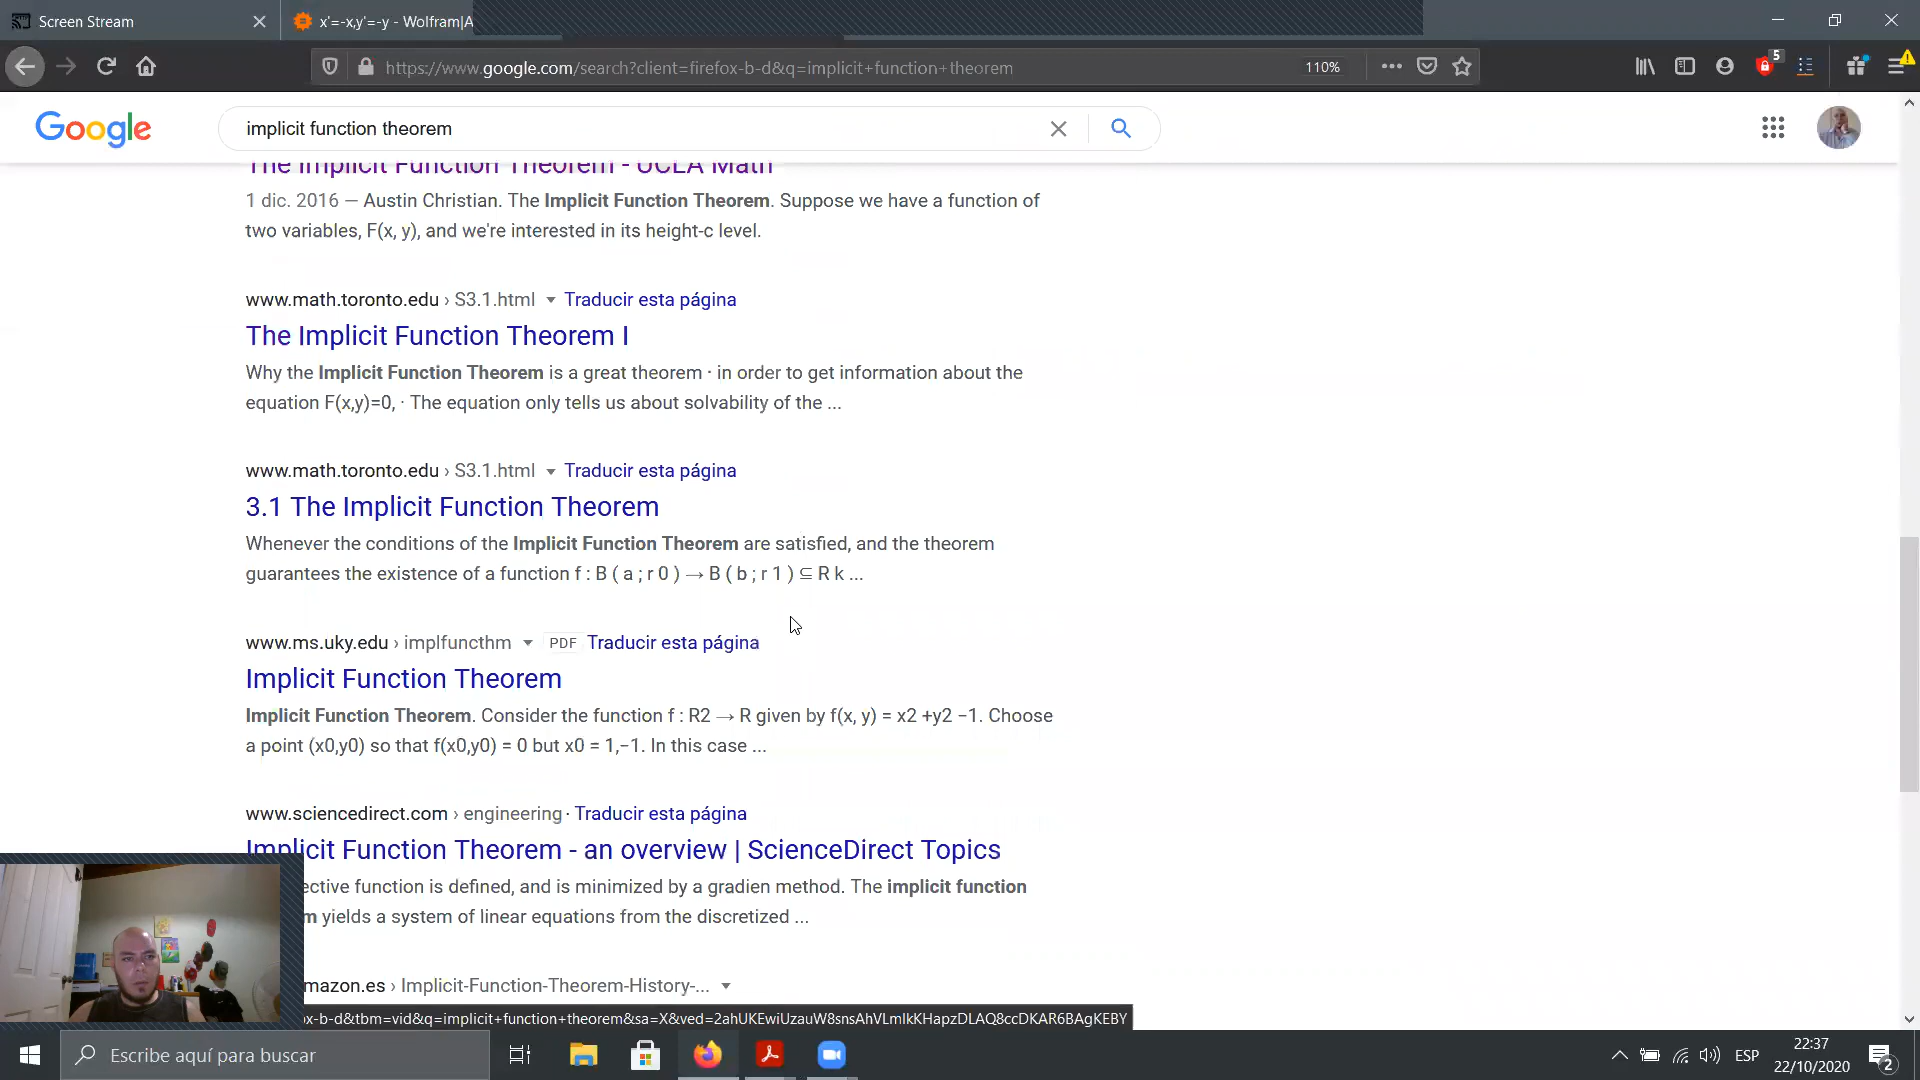 Screen Stream
x'=-x,y'=-y - Wolfram|A
https://www.google.com/search?client=firefox-b-d&q=implicit+function+theorem
110%
5
Google
implicit function theorem
The Implicit Function Theorem - UCLA Math
1 dic. 2016 — Austin Christian. The Implicit Function Theorem. Suppose we have a function of
two variables, F(x, y), and we're interested in its height-c level.
www.math.toronto.edu › S3.1.html Traducir esta página
The Implicit Function Theorem I
Why the Implicit Function Theorem is a great theorem · in order to get information about the
equation F(x,y)=0, · The equation only tells us about solvability of the ...
www.math.toronto.edu › S3.1.html Traducir esta página
3.1 The Implicit Function Theorem
Whenever the conditions of the Implicit Function Theorem are satisfied, and the theorem
guarantees the existence of a function f : B ( a ; r 0 ) → B ( b ; r 1 ) ⊆ R k ...
www.ms.uky.edu › implfuncthm PDF Traducir esta página
Implicit Function Theorem
Implicit Function Theorem. Consider the function f : R2 → R given by f(x, y) = x2 +y2 −1. Choose
a point (x0,y0) so that f(x0,y0) = 0 but x0 = 1,−1. In this case ...
www.sciencedirect.com › engineering · Traducir esta página
Implicit Function Theorem - an overview | ScienceDirect Topics
ective function is defined, and is minimized by a gradien method. The implicit function
m yields a system of linear equations from the discretized ...
mazon.es › Implicit-Function-Theorem-History-...
ox-b-d&tbm=vid&q=implicit+function+theorem&sa=X&ved=2ahUKEwiUzauW8snsAhVLmlkKHapzDLAQ8ccDKAR6BAgKEBY
Escribe aquí para buscar
ESP
22:37
22/10/2020
2